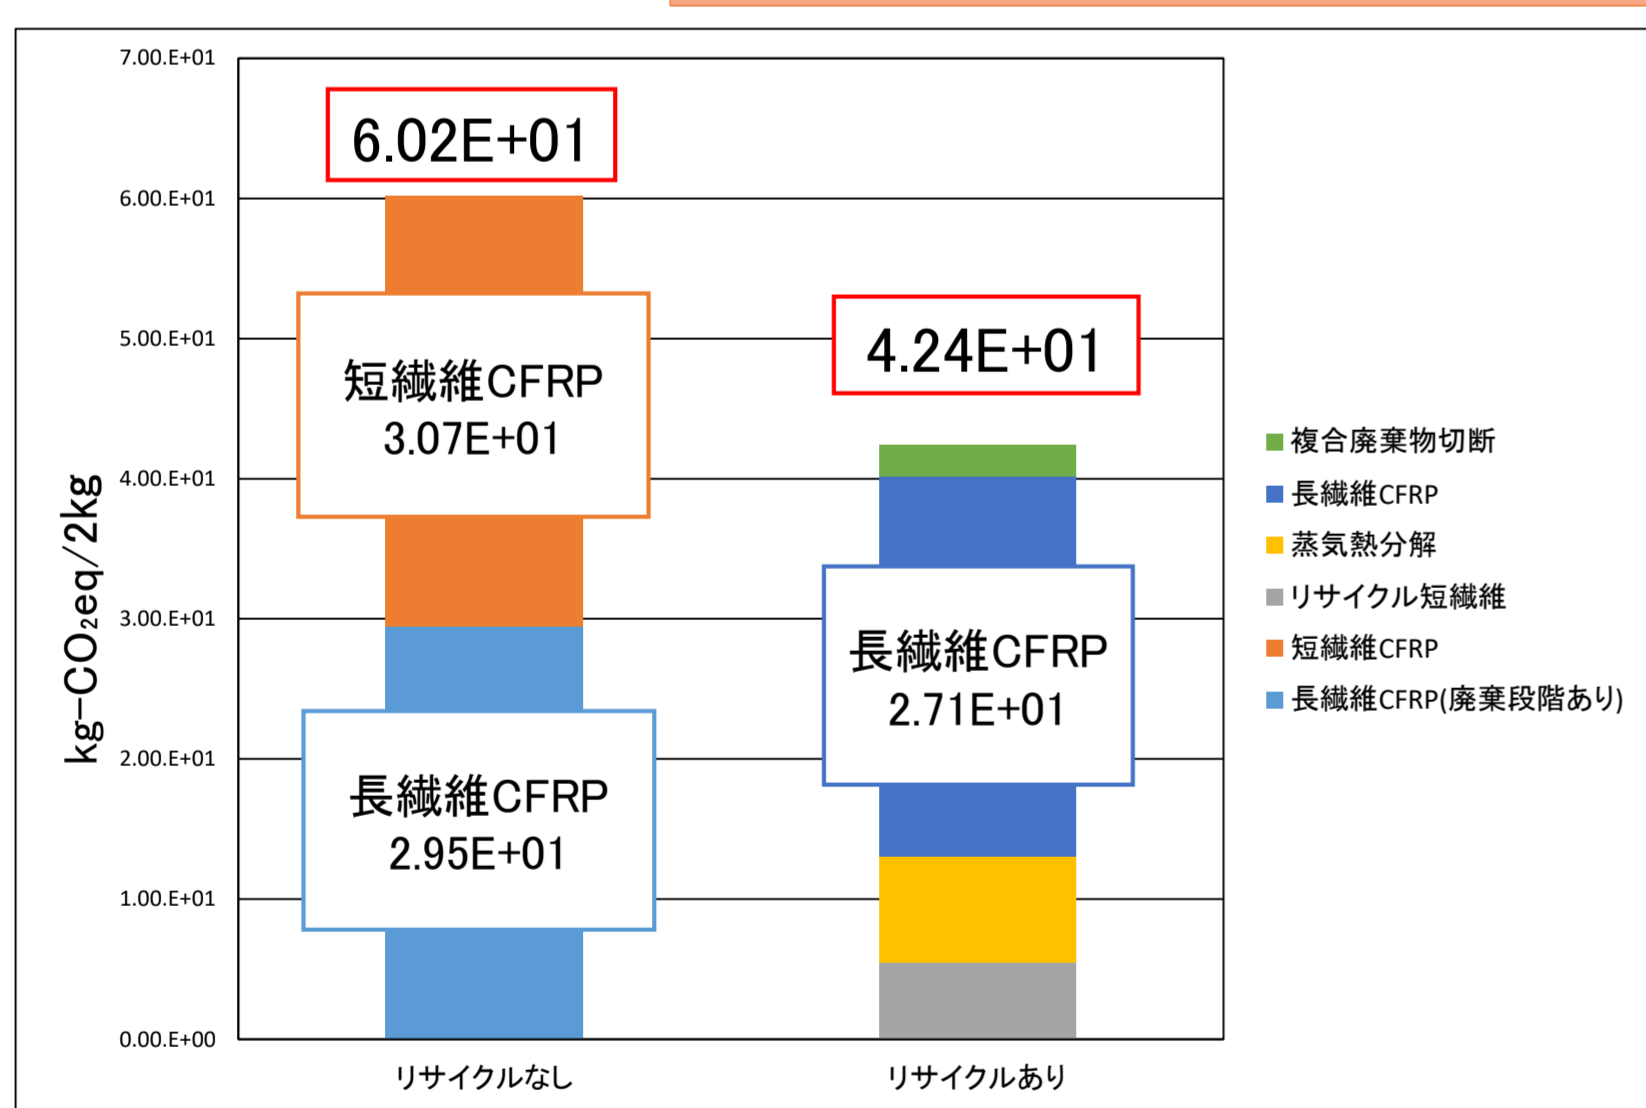 7.00.E+01
6.00.E+01
5.00.E+01
4.00.E+01
3.00.E+01
2.00.E+01
1.00.E+01
0.00.E+00
kg-CO₂eq/2kg
6.02E+01
短繊維CFRP
3.07E+01
長繊維CFRP
2.95E+01
4.24E+01
長繊維CFRP
2.71E+01
リサイクルなし
リサイクルあり
複合廃棄物切断
長繊維CFRP
蒸気熱分解
リサイクル短繊維
短繊維CFRP
長繊維CFRP(廃棄段階あり)